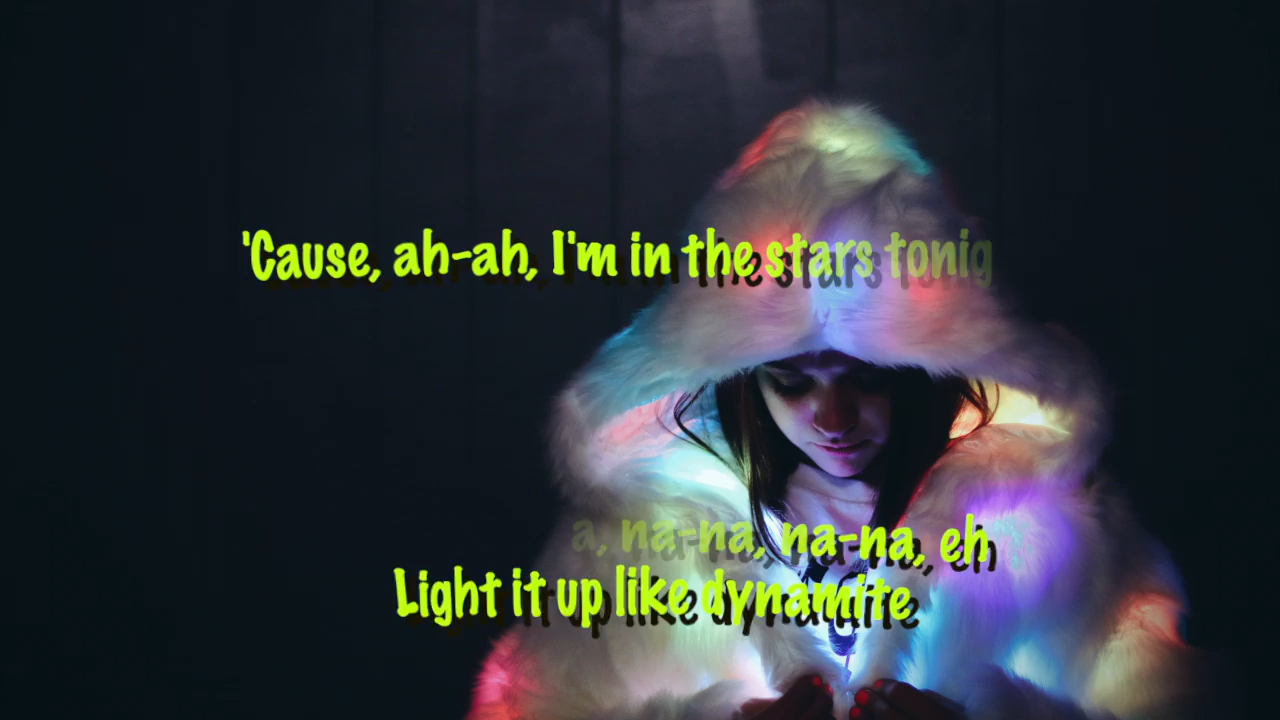 'Cause, ah-ah, I'm in the stars tonig
a, na-na, na-na, eh
Light it up like dynamite